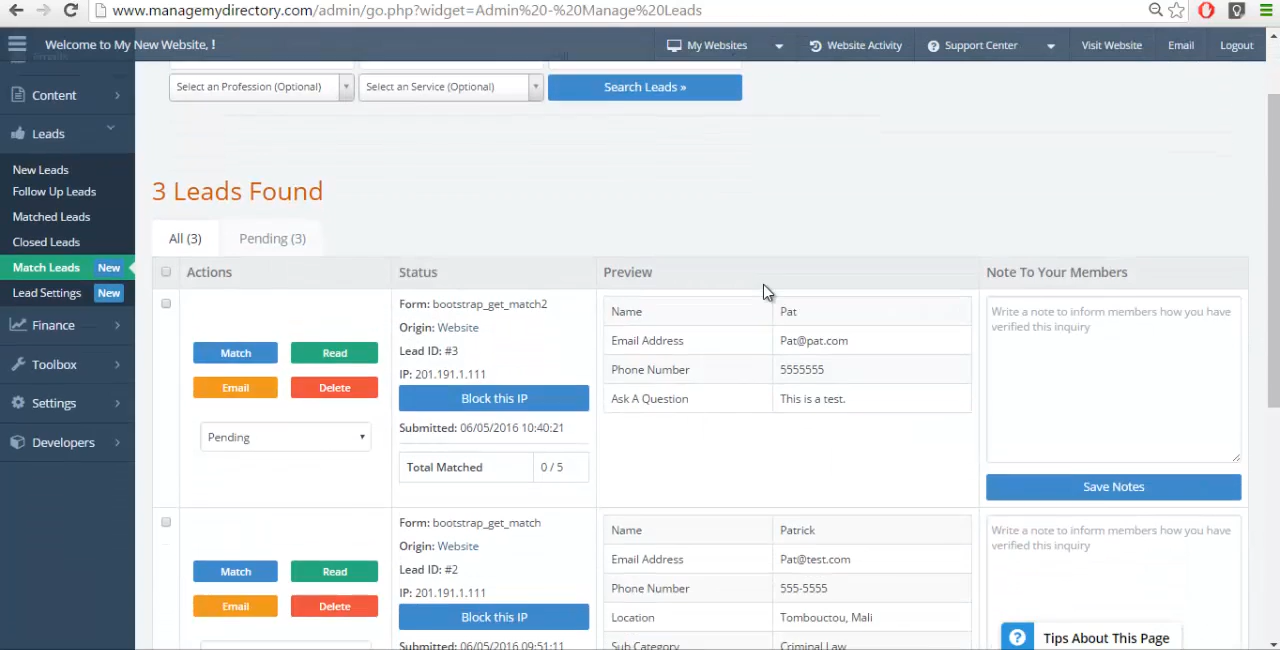 www.managemydirectory.com/admin/go.php?widget=Admin%20-%20Manage%20Leads
Welcome to My New Website, !
My Websites
Website Activity
Support Center
Visit Website
Email
Logout
Content
Leads
New Leads
Follow Up Leads
Matched Leads
Closed Leads
Match Leads New
Lead Settings New
Finance
Toolbox
Settings
Developers
Select an Profession (Optional)
Select an Service (Optional)
Search Leads »
3 Leads Found
All (3)
Pending (3)
Actions
Status
Preview
Note To Your Members
Match
Read
Email
Delete
Pending
Form: bootstrap_get_match2
Origin: Website
Lead ID: #3
IP: 201.191.1.111
Block this IP
Submitted: 06/05/2016 10:40:21
Total Matched 0 / 5
Name Pat
Email Address Pat@pat.com
Phone Number 5555555
Ask A Question This is a test.
Write a note to inform members how you have
verified this inquiry
Save Notes
Match
Read
Email
Delete
Form: bootstrap_get_match
Origin: Website
Lead ID: #2
IP: 201.191.1.111
Block this IP
Submitted: 06/05/2016 09:51:11
Name Patrick
Email Address Pat@test.com
Phone Number 555-5555
Location Tombouctou, Mali
Sub Category Criminal Law
Write a note to inform members how you have
verified this inquiry
? Tips About This Page